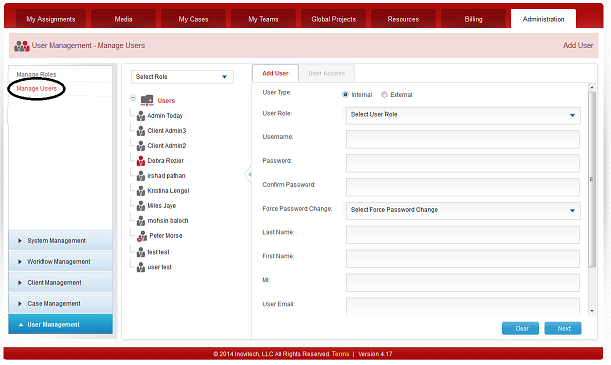 My Assignments
Media
My Cases
My Teams
Global Projects
Resources
Billing
Administration
User Management - Manage Users
Add User
Manage Roles
Manage Users
System Management
Workflow Management
Client Management
Case Management
User Management
Select Role
Users
Admin Today
Client Admin3
Client Admin2
Debra Rozier
irshad pathan
Kristina Lengel
Miles Jaye
mohsin baloch
Peter Morse
test test
user test
Add User
User Access
User Type:
Internal
External
User Role:
Select User Role
Username:
Password:
Confirm Password:
Force Password Change:
Select Force Password Change
Last Name:
First Name:
MI:
User Email:
Clear
Next
© 2014 Inovitech, LLC All Rights Reserved. Terms | Version 4.17